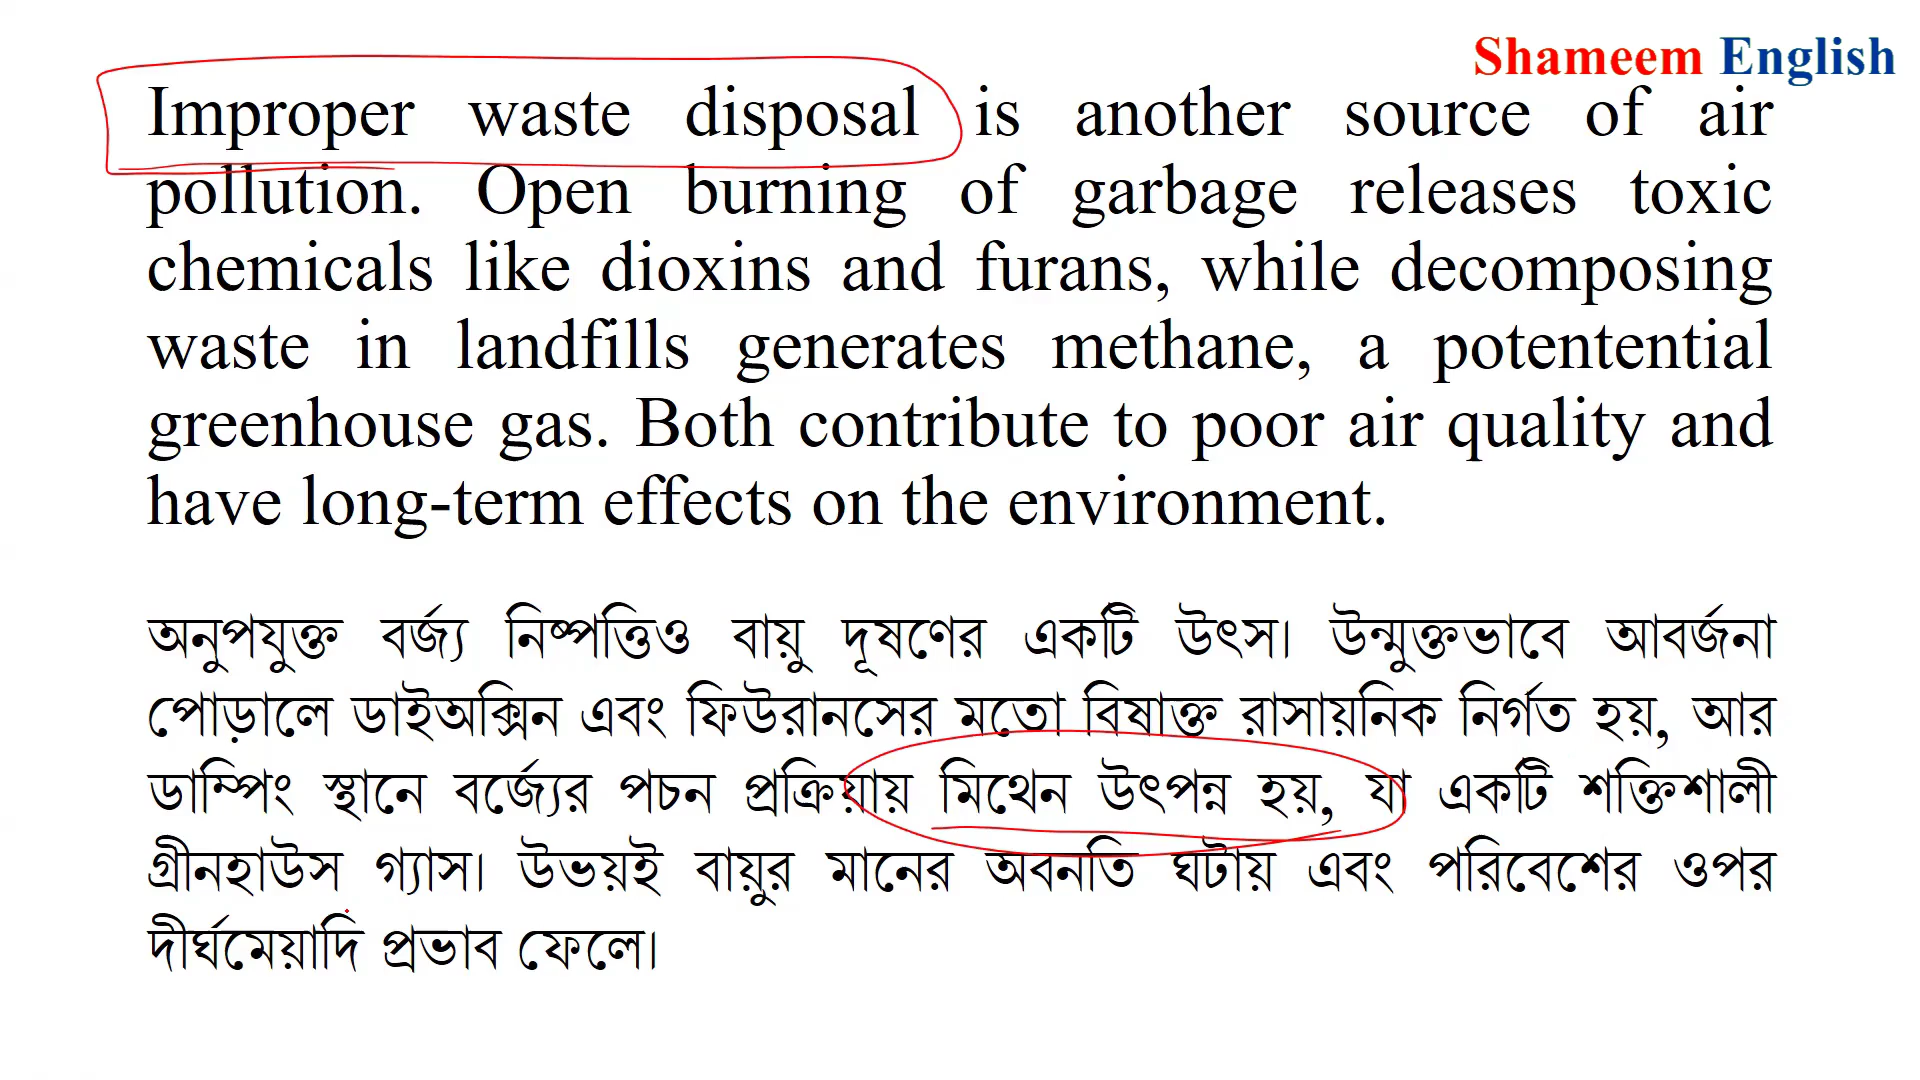 Shameem English
Improper waste disposal is another source of air
pollution. Open burning of garbage releases toxic
chemicals like dioxins and furans, while decomposing
waste in landfills generates methane, a potentential
greenhouse gas. Both contribute to poor air quality and
have long-term effects on the environment.
অনুপযুক্ত বর্জ্য নিষ্পত্তিও বায়ু দূষণের একটি উৎস। উন্মুক্তভাবে আবর্জনা
পোড়ালে ডাইঅক্সিন এবং ফিউরানসের মতো বিষাক্ত রাসায়নিক নির্গত হয়, আর
ডাম্পিং স্থানে বর্জ্যের পচন প্রক্রিয়ায় মিথেন উৎপন্ন হয়, যা একটি শক্তিশালী
গ্রীনহাউস গ্যাস। উভয়ই বায়ুর মানের অবনতি ঘটায় এবং পরিবেশের ওপর
দীর্ঘমেয়াদি প্রভাব ফেলে।